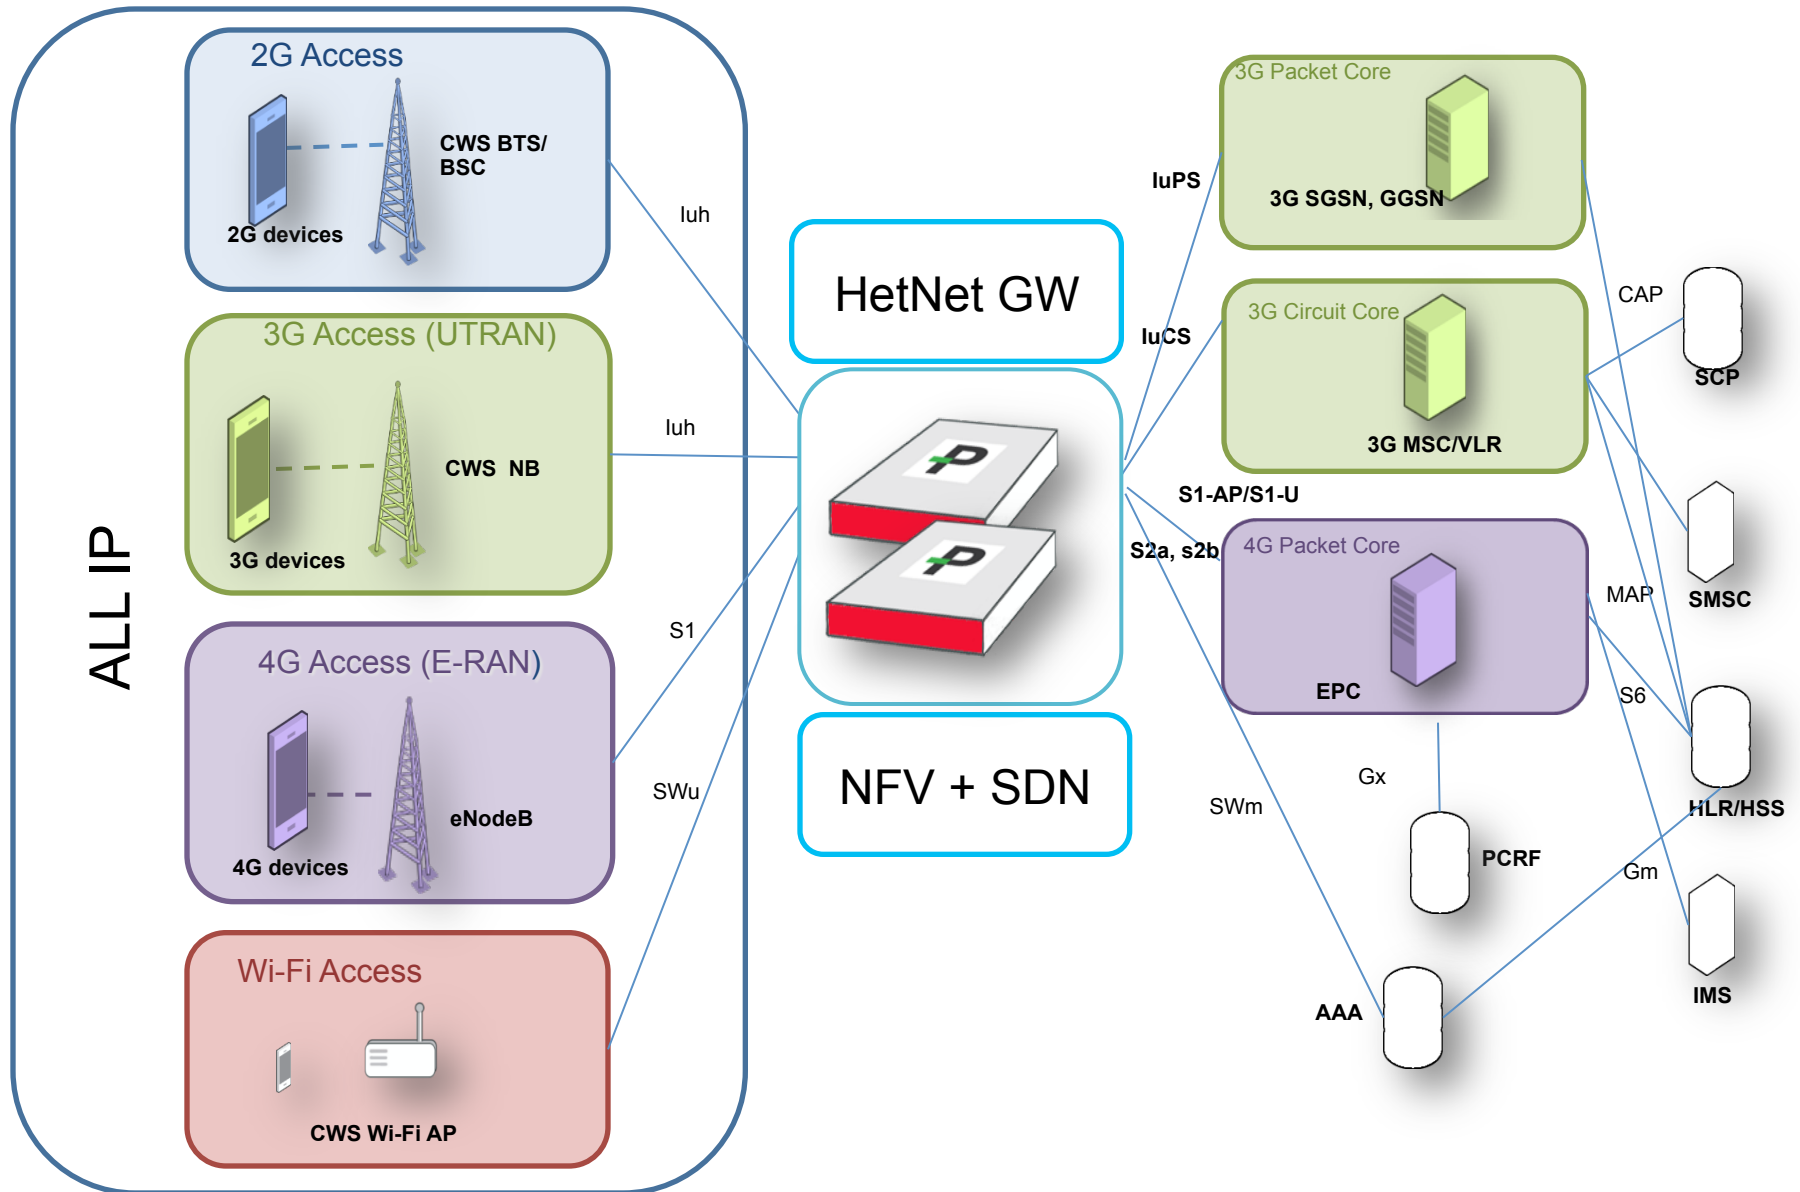 2G Access
CWS BTS/
BSC
2G devices
3G Access (UTRAN)
CWS  NB
3G devices
ALL IP
4G Access (E-RAN)
eNodeB
4G devices
Wi-Fi Access
CWS Wi-Fi AP
Iuh
Iuh
S1
SWu
HetNet GW
P
P
NFV + SDN
IuPS
IuCS
S1-AP/S1-U
S2a, s2b
SWm
3G Packet Core
3G SGSN, GGSN
3G Circuit Core
3G MSC/VLR
4G Packet Core
EPC
Gx
PCRF
AAA
CAP
SCP
MAP
SMSC
S6
HLR/HSS
Gm
IMS